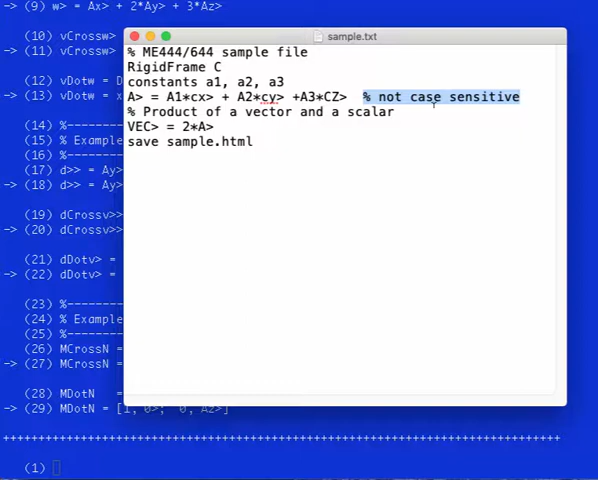 (9) w> = Ax> + 2*Ay> + 3*Az>
(10) vCrossw>
-> (11) vCrossw>
(12) vDotw = D
-> (13) vDotw = x
(14) %--------
(15) % Example
(16) %--------
(17) d>> = Ay>
-> (18) d>> = Ay>
(19) dCrossv>>
-> (20) dCrossv>>
(21) dDotv> =
-> (22) dDotv> =
(23) %--------
(24) % Example
(25) %--------
(26) MCrossN =
-> (27) MCrossN =
(28) MDotN =
-> (29) MDotN = [1, 0>; 0, Az>]
(1)
sample.txt
% ME444/644 sample file
RigidFrame C
constants a1, a2, a3
A> = A1*cx> + A2*cy> +A3*CZ> % not case sensitive
% Product of a vector and a scalar
VEC> = 2*A>
save sample.html